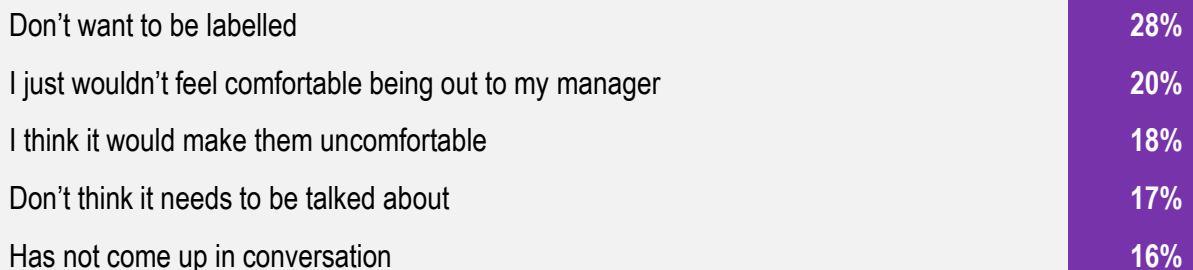 Don’t want to be labelled 28%
I just wouldn’t feel comfortable being out to my manager 20%
I think it would make them uncomfortable 18%
Don’t think it needs to be talked about 17%
Has not come up in conversation 16%